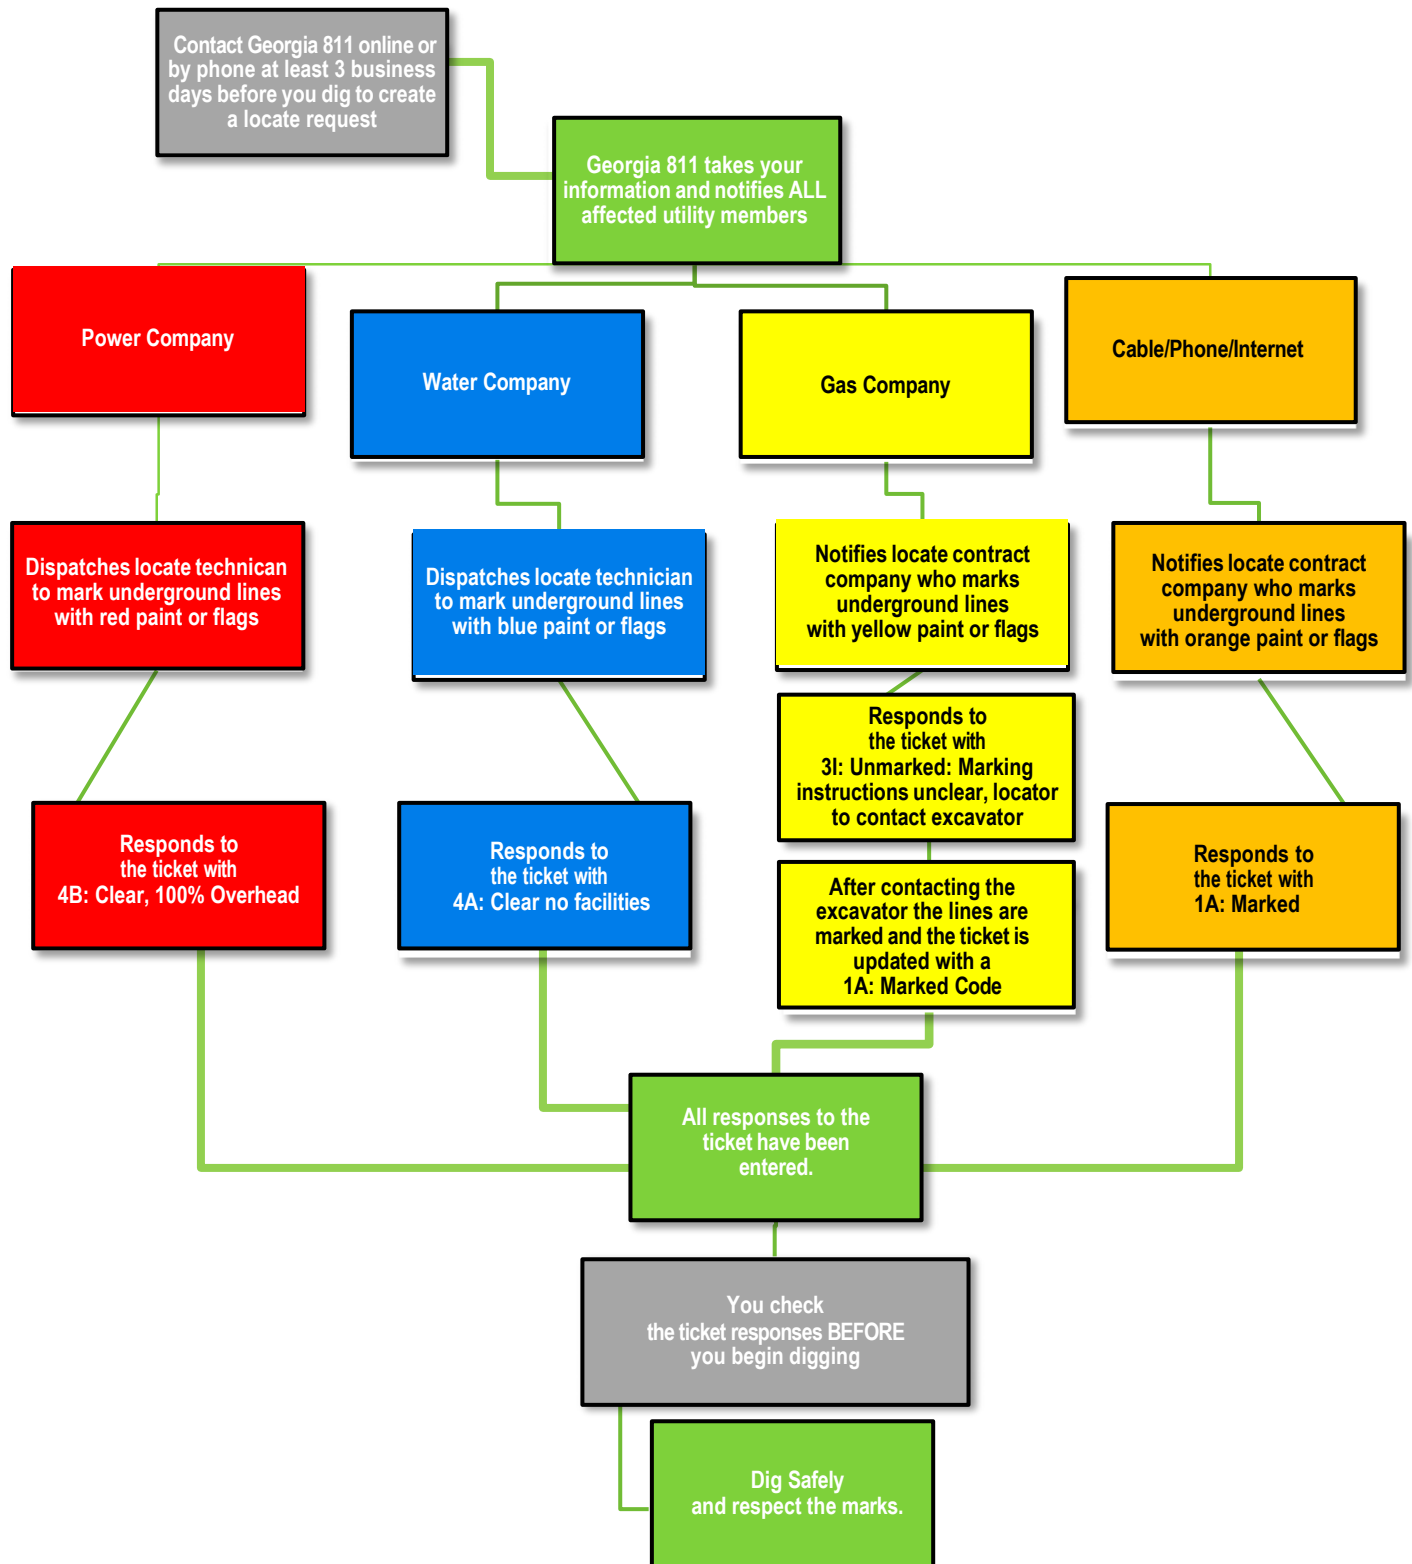 Contact Georgia 811 online or
by phone at least 3 business
days before you dig to create
a locate request
Georgia 811 takes your
information and notifies ALL
affected utility members
Power Company
Water Company
Gas Company
Cable/Phone/Internet
Dispatches locate technican
to mark underground lines
with red paint or flags
Dispatches locate technician
to mark underground lines
with blue paint or flags
Notifies locate contract
company who marks
underground lines
with yellow paint or flags
Notifies locate contract
company who marks
underground lines
with orange paint or flags
Responds to
the ticket with
4B: Clear, 100% Overhead
Responds to
the ticket with
4A: Clear no facilities
Responds to
the ticket with
3I: Unmarked: Marking
instructions unclear, locator
to contact excavator
After contacting the
excavator the lines are
marked and the ticket is
updated with a
1A: Marked Code
Responds to
the ticket with
1A: Marked
All responses to the
ticket have been
entered.
You check
the ticket responses BEFORE
you begin digging
Dig Safely
and respect the marks.